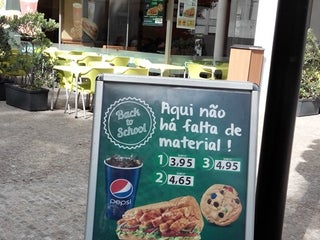 Back
to
School
Aqui não
há falta de
material !
1) 3,95 3) 4,95
2) 4,65
pepsi